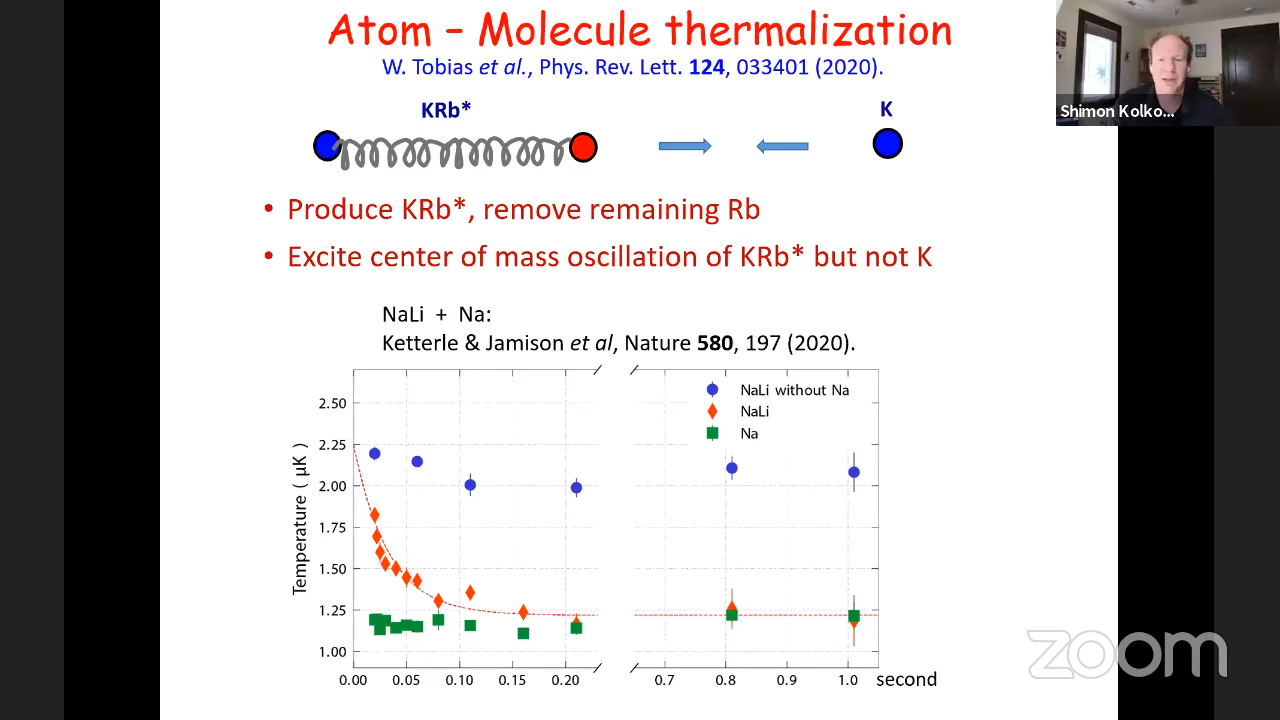 Atom – Molecule thermalization
W. Tobias et al., Phys. Rev. Lett. 124, 033401 (2020).
Shimon Kolko...
KRb*
K
• Produce KRb*, remove remaining Rb
• Excite center of mass oscillation of KRb* but not K
NaLi + Na:
Ketterle & Jamison et al, Nature 580, 197 (2020).
NaLi without Na
NaLi
Na
Temperature ( μK )
2.50
2.25
2.00
1.75
1.50
1.25
1.00
0.00 0.05 0.10 0.15 0.20 0.7 0.8 0.9 1.0 second
zoom